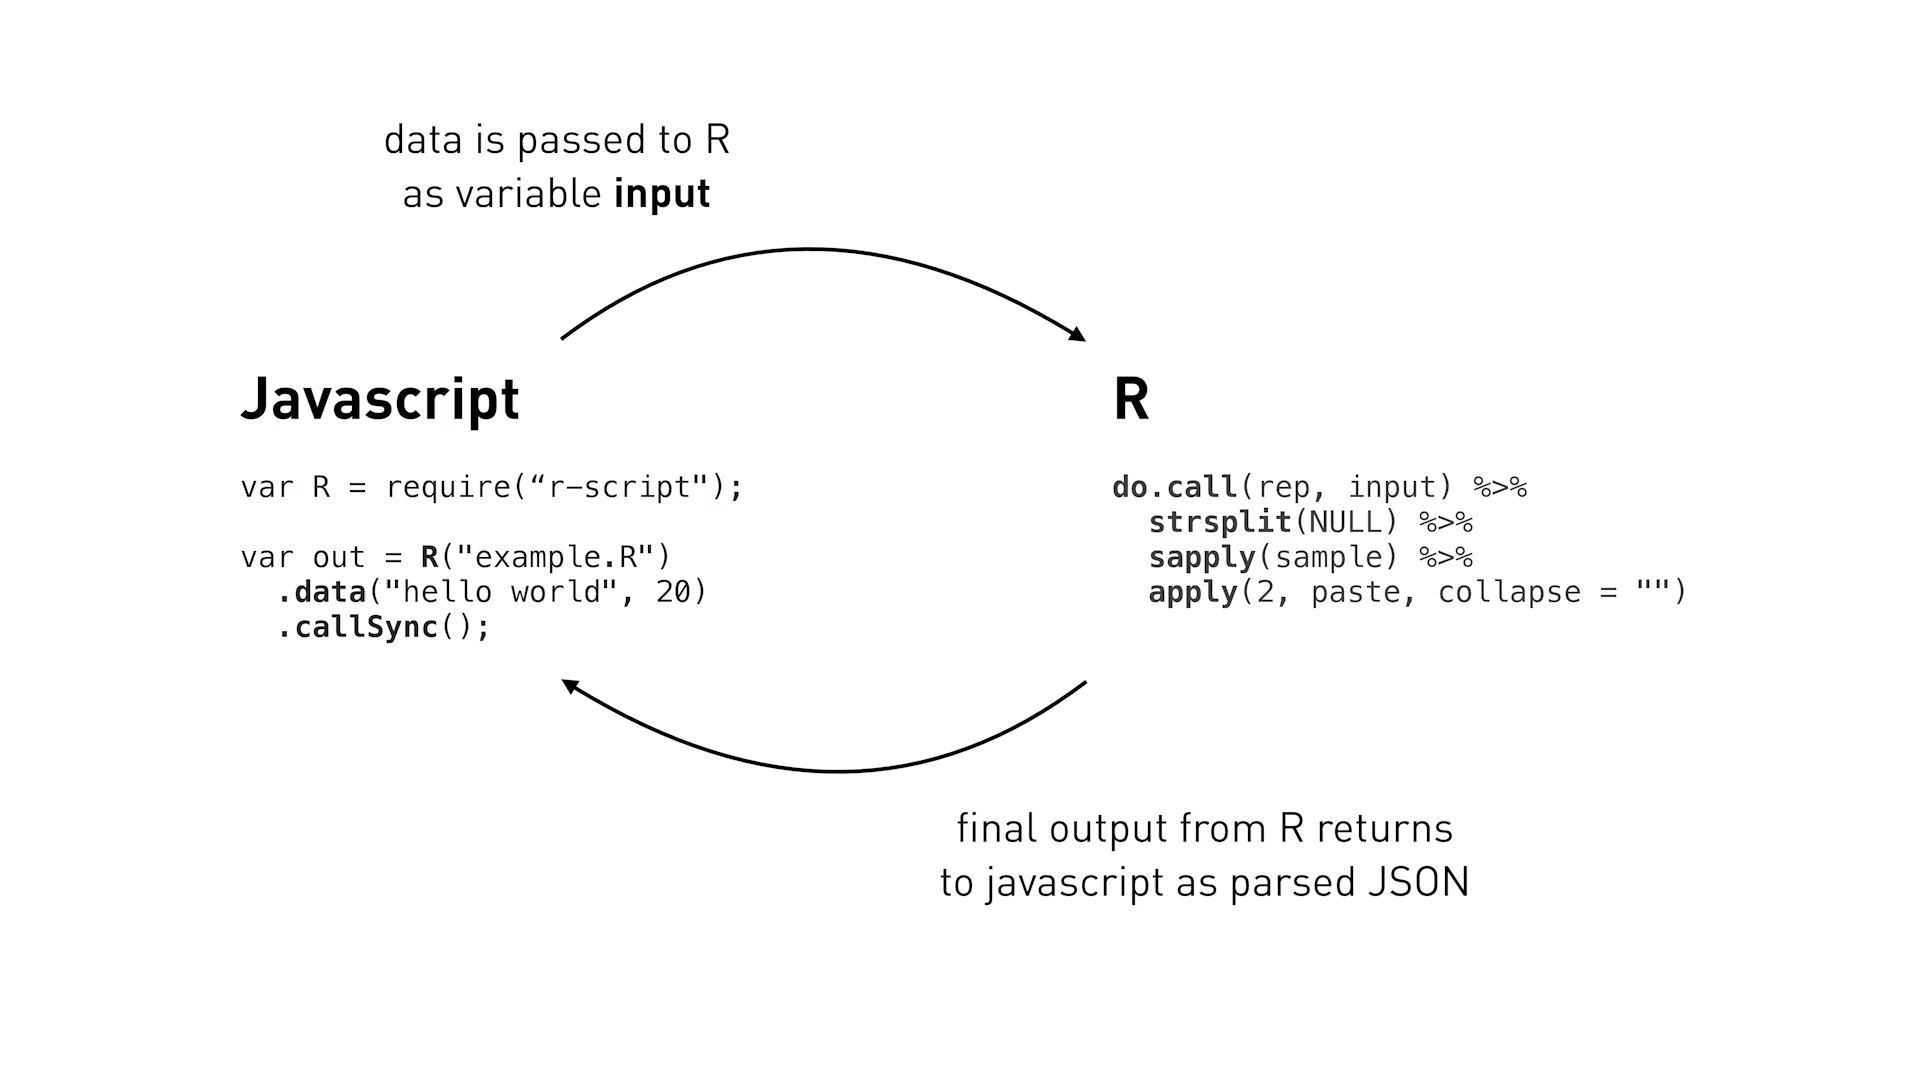 data is passed to R
as variable input
Javascript
var R = require(“r-script");
var out = R("example.R")
.data("hello world", 20)
.callSync();
R
do.call(rep, input) %>%
strsplit(NULL) %>%
sapply(sample) %>%
apply(2, paste, collapse = "")
final output from R returns
to javascript as parsed JSON